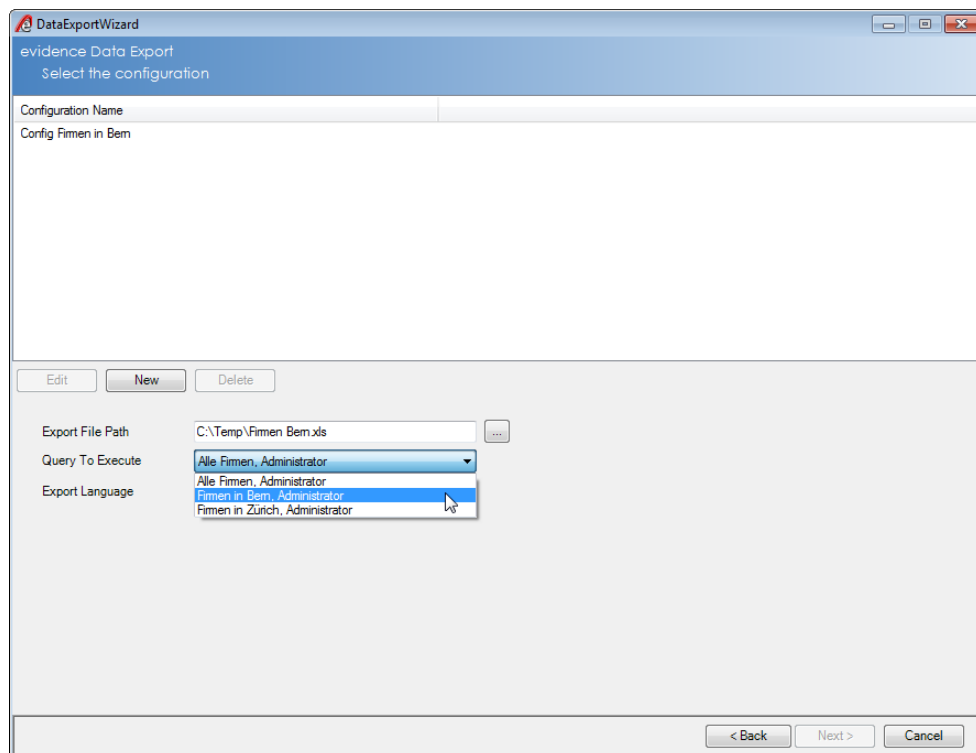 DataExportWizard
evidence Data Export
Select the configuration
Configuration Name
Config Firmen in Bern
Edit New Delete
Export File Path C:\Temp\Firmen Bern.xls ...
Query To Execute Alle Firmen, Administrator
Alle Firmen, Administrator
Export Language Firmen in Bern, Administrator
Firmen in Zürich, Administrator
< Back Next > Cancel